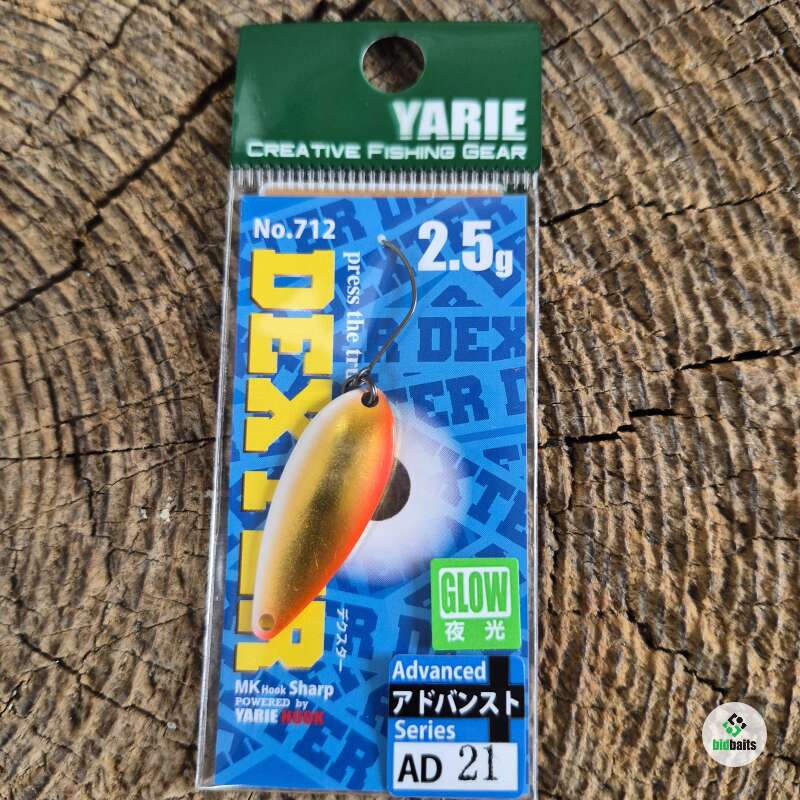 YARIE
CREATIVE FISHING GEAR
No.712
2.5g
press the tri
DEXTER
デクスター
GLOW
夜光
MK Hook Sharp
POWERED by
YARIE HOOK
Advanced
アドバンスト
Series
AD 21
bidbaits